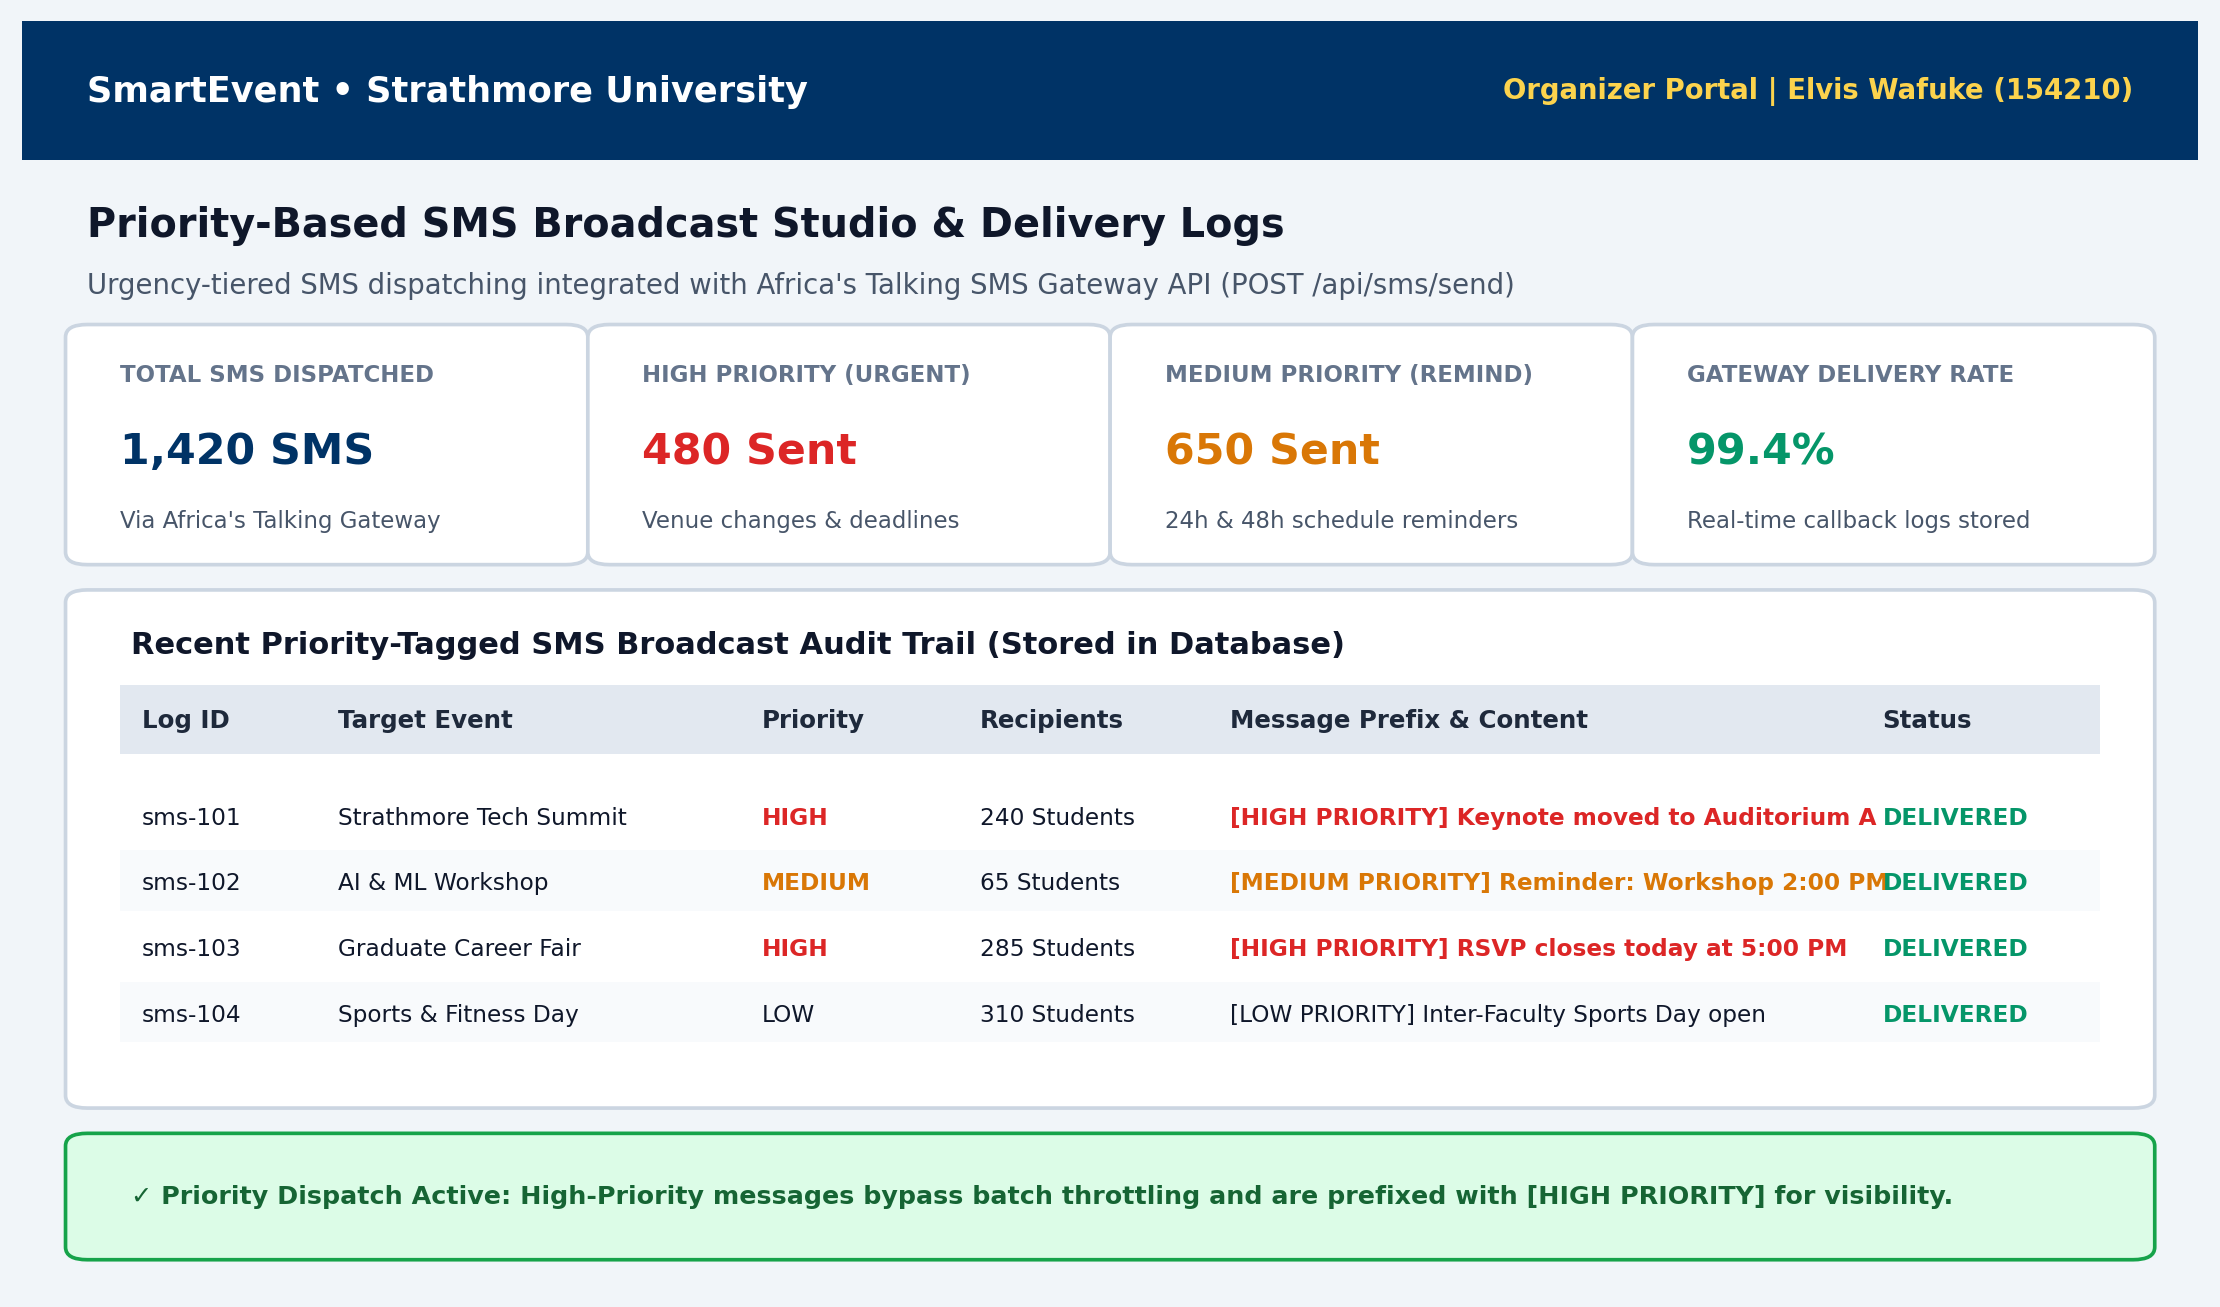 SmartEvent • Strathmore University
Organizer Portal | Elvis Wafuke (154210)
Priority-Based SMS Broadcast Studio & Delivery Logs
Urgency-tiered SMS dispatching integrated with Africa's Talking SMS Gateway API (POST /api/sms/send)
TOTAL SMS DISPATCHED
1,420 SMS
Via Africa's Talking Gateway
HIGH PRIORITY (URGENT)
480 Sent
Venue changes & deadlines
MEDIUM PRIORITY (REMIND)
650 Sent
24h & 48h schedule reminders
GATEWAY DELIVERY RATE
99.4%
Real-time callback logs stored
Recent Priority-Tagged SMS Broadcast Audit Trail (Stored in Database)
Log ID Target Event Priority Recipients Message Prefix & Content Status
sms-101 Strathmore Tech Summit HIGH 240 Students [HIGH PRIORITY] Keynote moved to Auditorium A DELIVERED
sms-102 AI & ML Workshop MEDIUM 65 Students [MEDIUM PRIORITY] Reminder: Workshop 2:00 PM DELIVERED
sms-103 Graduate Career Fair HIGH 285 Students [HIGH PRIORITY] RSVP closes today at 5:00 PM DELIVERED
sms-104 Sports & Fitness Day LOW 310 Students [LOW PRIORITY] Inter-Faculty Sports Day open DELIVERED
✓ Priority Dispatch Active: High-Priority messages bypass batch throttling and are prefixed with [HIGH PRIORITY] for visibility.